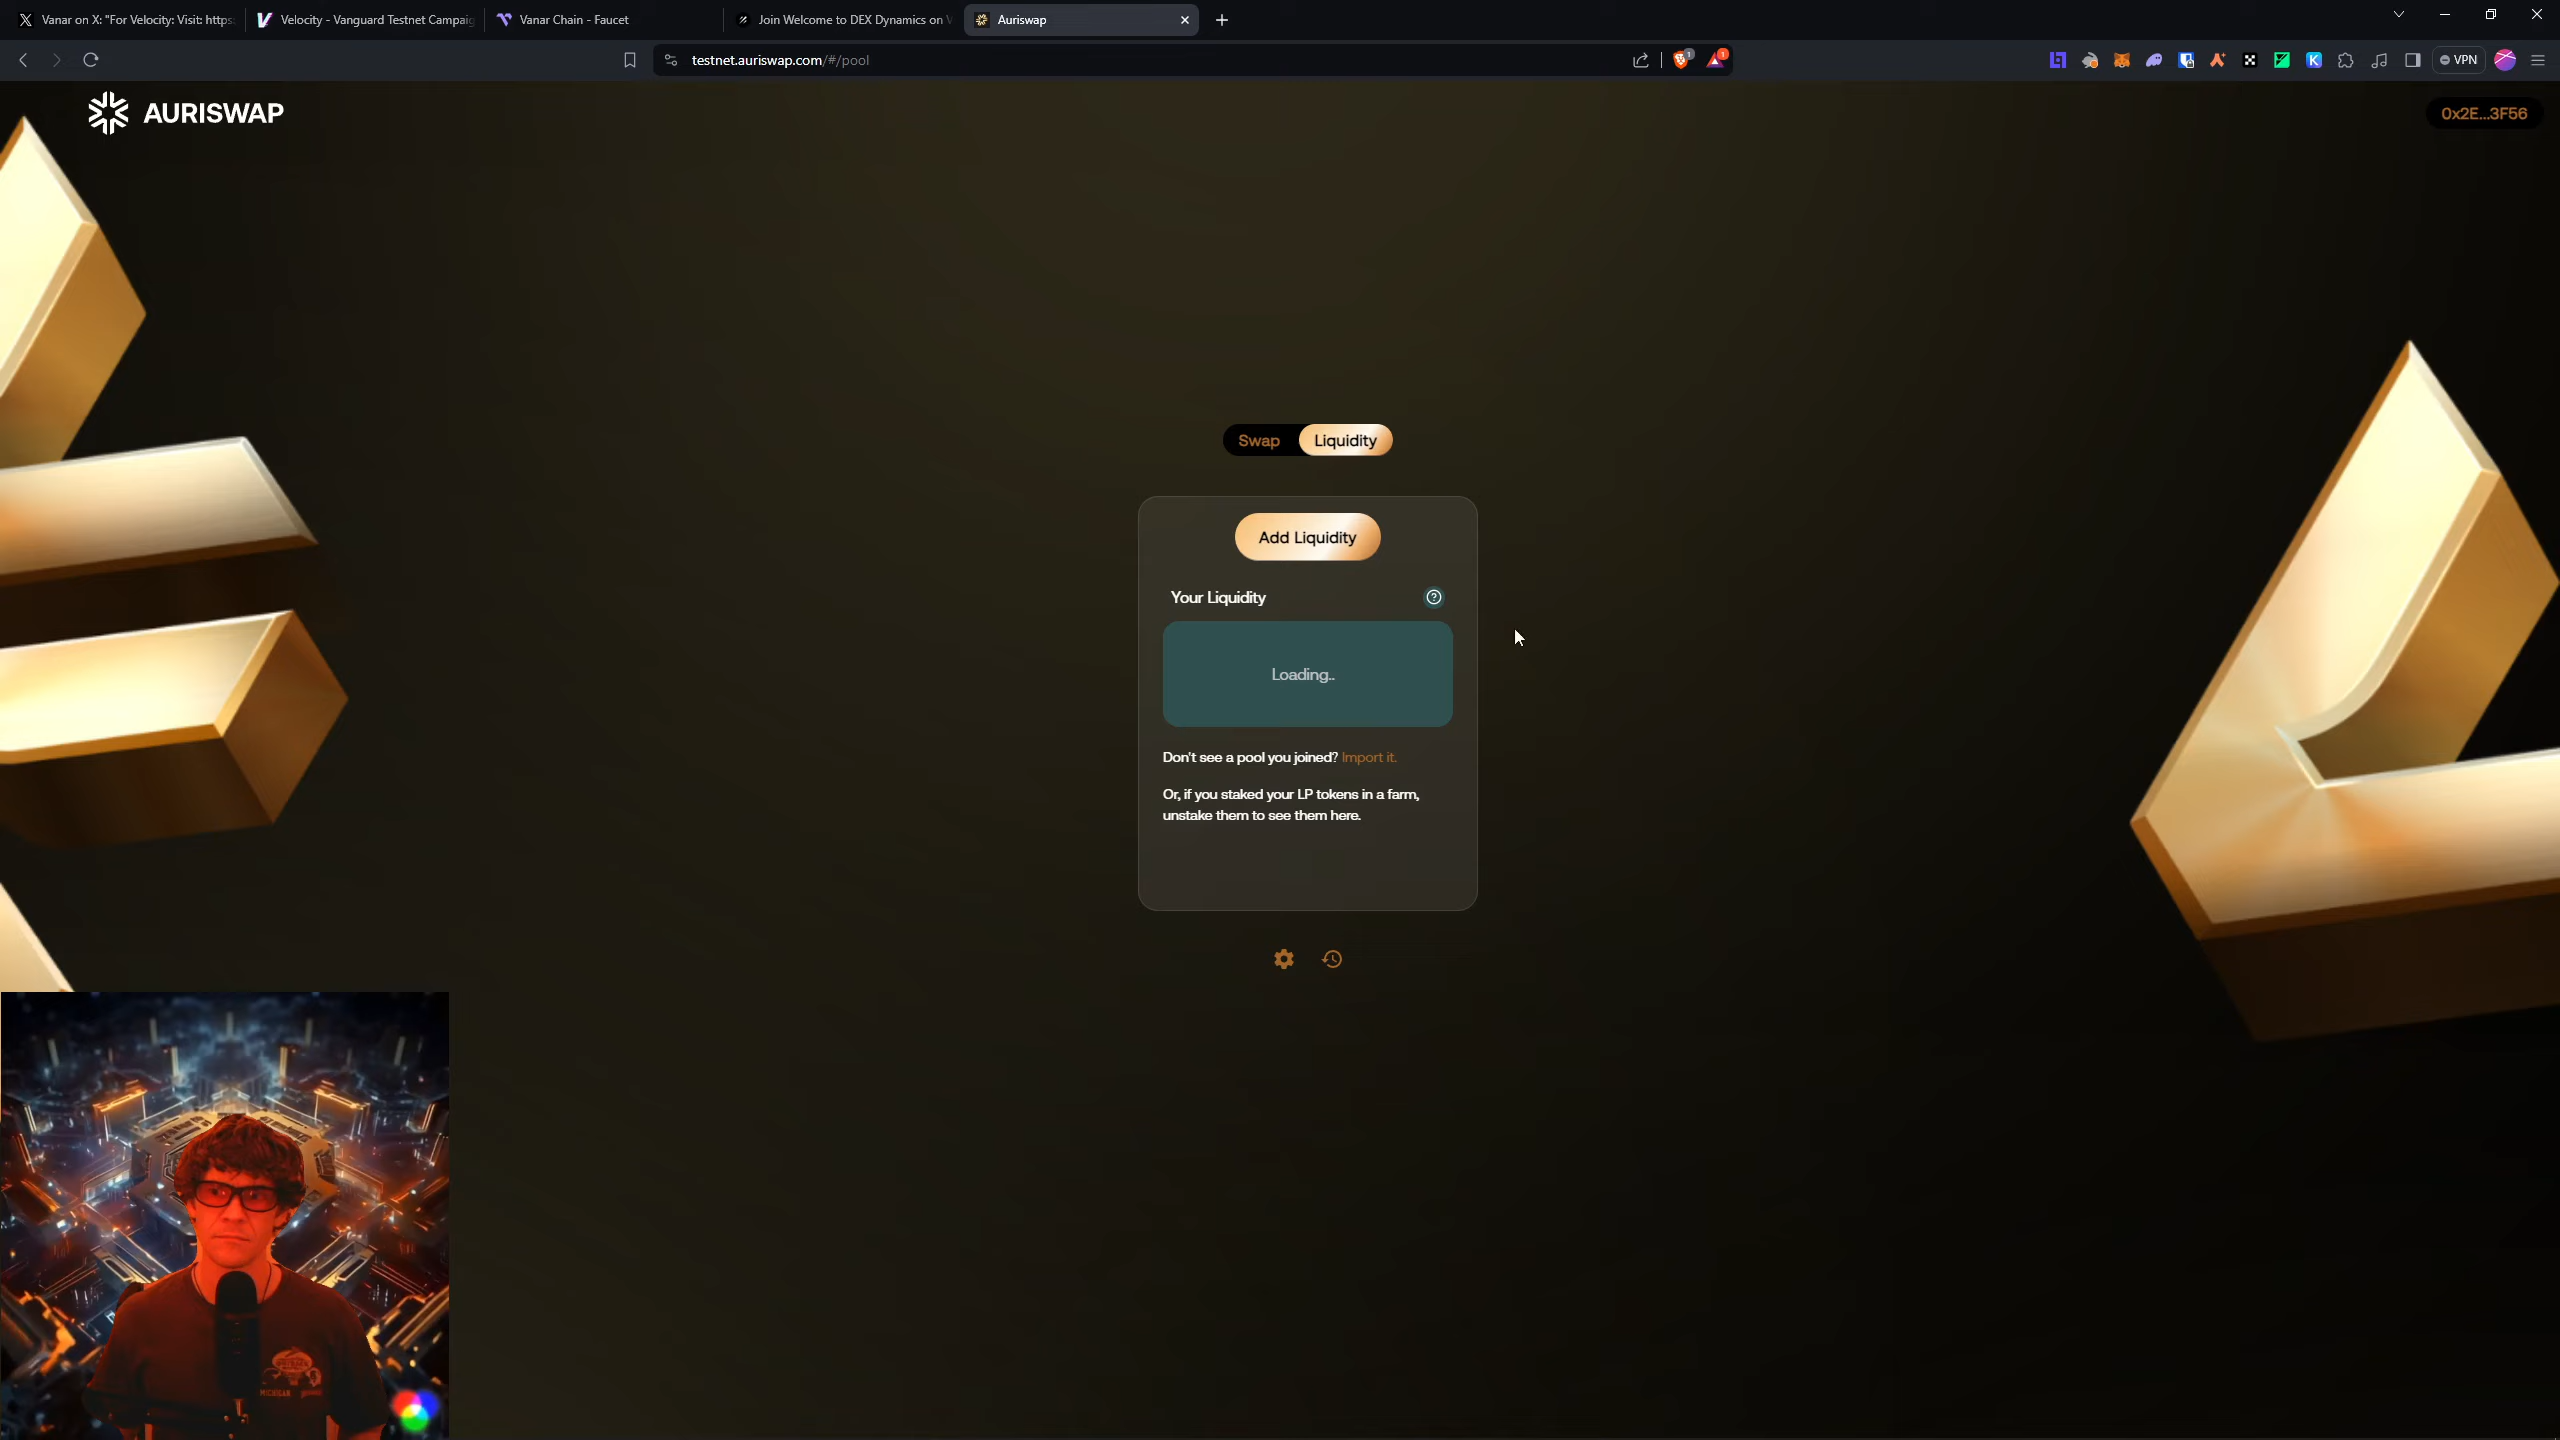 Vanar on X: "For Velocity: Visit: https:
Velocity - Vanguard Testnet Campaig
Vanar Chain - Faucet
Join Welcome to DEX Dynamics on V
Auriswap
testnet.auriswap.com/#/pool
1
1
VPN
AURISWAP
0x2E...3F56
Swap
Liquidity
Add Liquidity
Your Liquidity
Loading..
Don't see a pool you joined? Import it.
Or, if you staked your LP tokens in a farm,
unstake them to see them here.